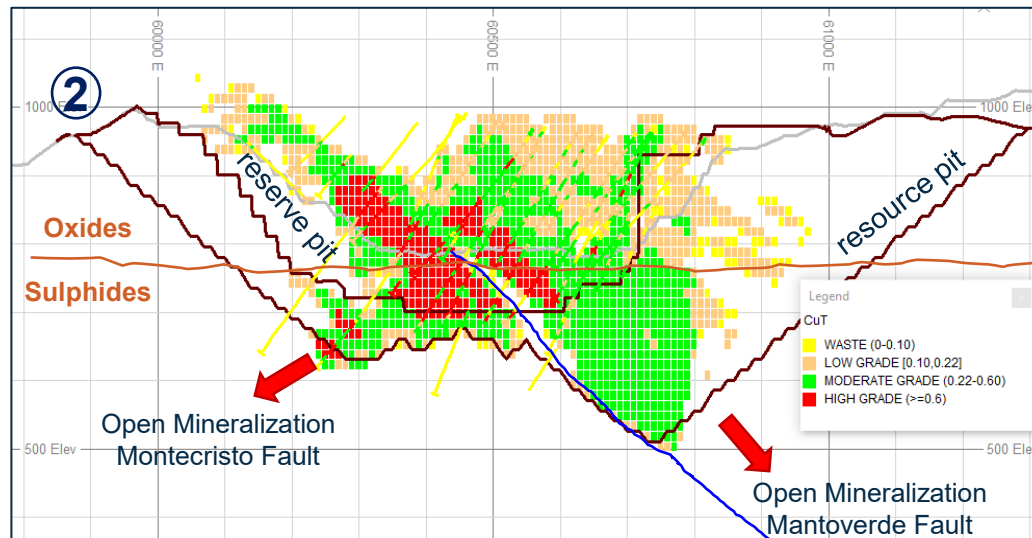 60000 E
60500 E
61000 E
②
1000 Elev
1000 Ele
reserve pit
resource pit
Oxides
Sulphides
Legend
CuT
WASTE (0-0.10)
LOW GRADE [0.10,0.22]
MODERATE GRADE (0.22-0.60)
HIGH GRADE (>=0.6)
Open Mineralization
Montecristo Fault
500 Elev
500 Ele
Open Mineralization
Mantoverde Fault